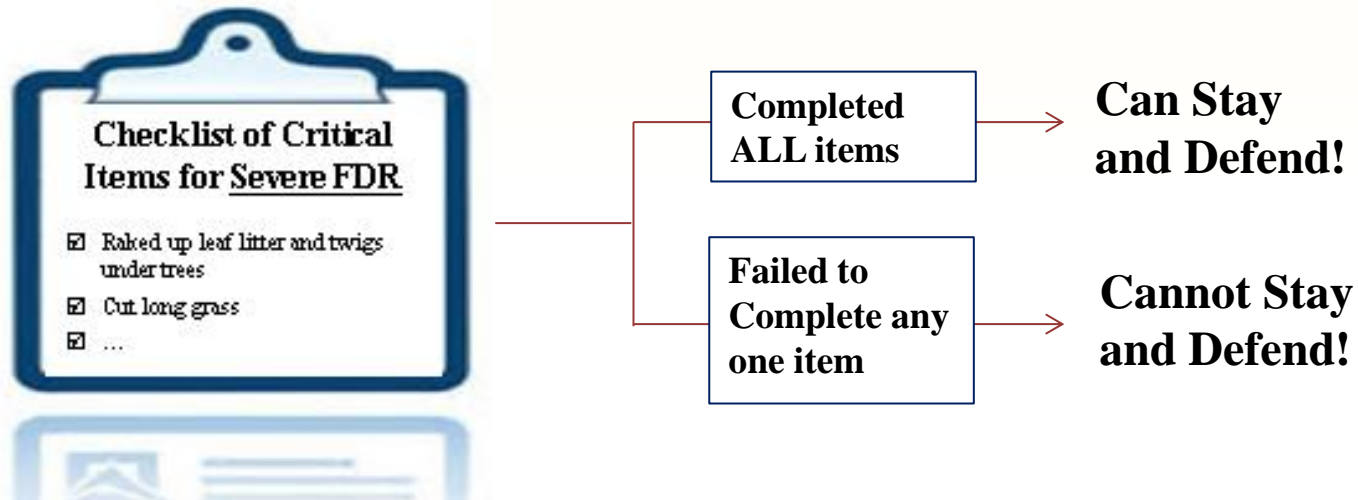 Checklist of Critical
Items for Severe FDR
☑ Raked up leaf litter and twigs
under trees
☑ Cut long grass
☑ ...
Completed
ALL items
Can Stay
and Defend!
Failed to
Complete any
one item
Cannot Stay
and Defend!